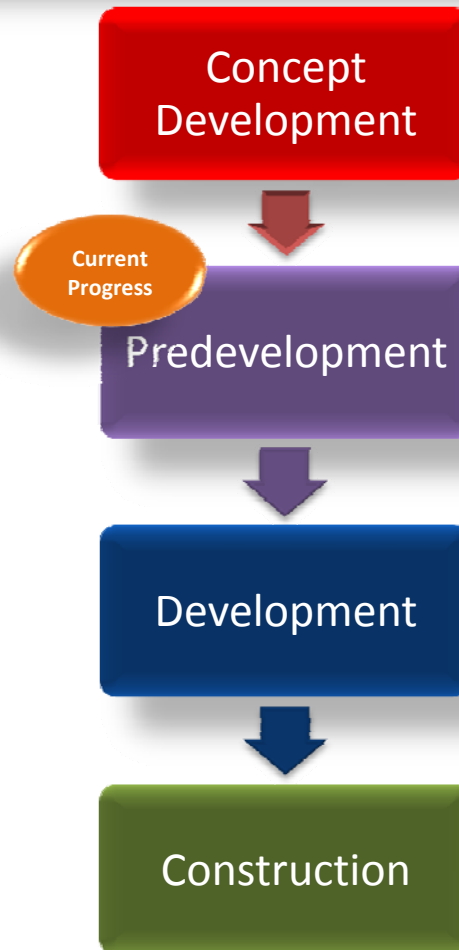 Concept
Development
Current
Progress
Predevelopment
Development
Construction